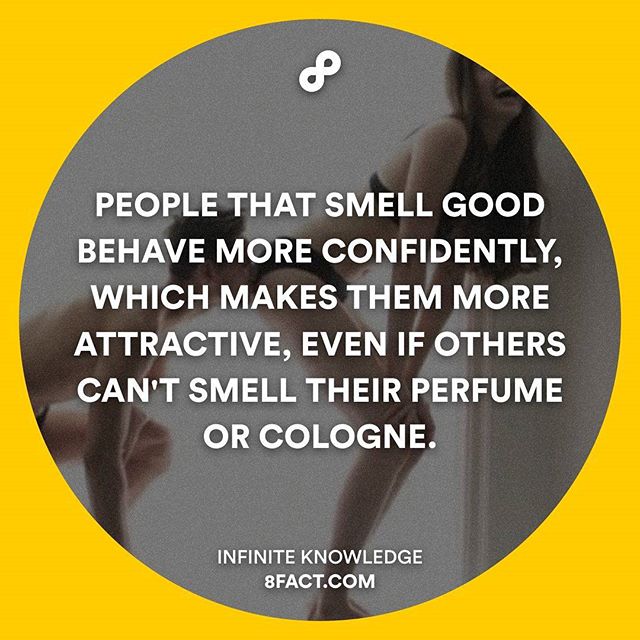 PEOPLE THAT SMELL GOOD
BEHAVE MORE CONFIDENTLY,
WHICH MAKES THEM MORE
ATTRACTIVE, EVEN IF OTHERS
CAN'T SMELL THEIR PERFUME
OR COLOGNE.
INFINITE KNOWLEDGE
8FACT.COM